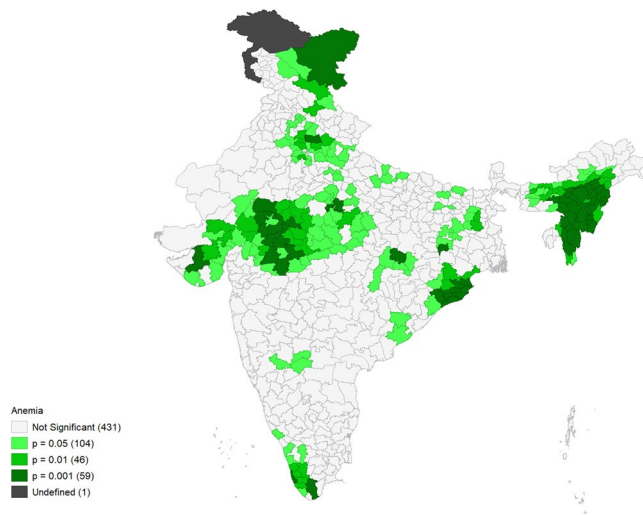 Anemia
Not Significant (431)
p = 0.05 (104)
p = 0.01 (46)
p = 0.001 (59)
Undefined (1)